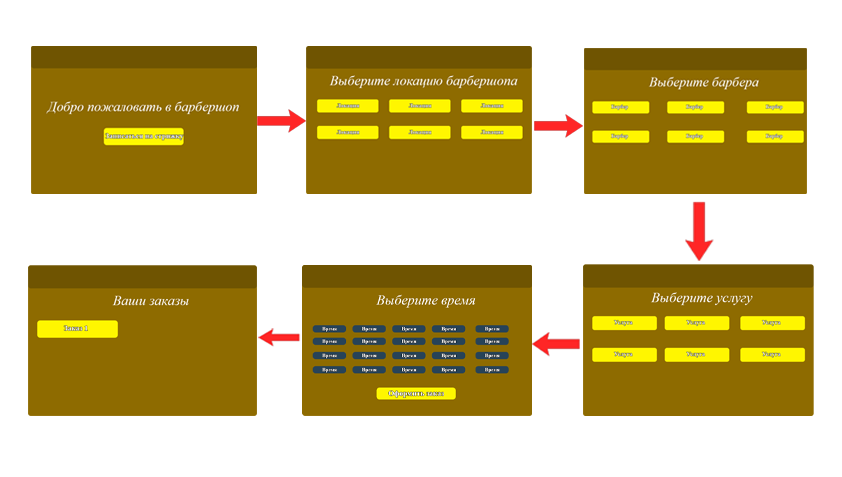 Добро пожаловать в барбершоп
Записаться на стрижку
Выберите локацию барбершопа
Локация Локация Локация
Локация Локация Локация
Выберите барбера
Барбер Барбер Барбер
Барбер Барбер Барбер
Выберите услугу
Услуга Услуга Услуга
Услуга Услуга Услуга
Выберите время
Время Время Время Время Время
Время Время Время Время Время
Время Время Время Время Время
Время Время Время Время Время
Оформить заказ
Ваши заказы
Заказ 1